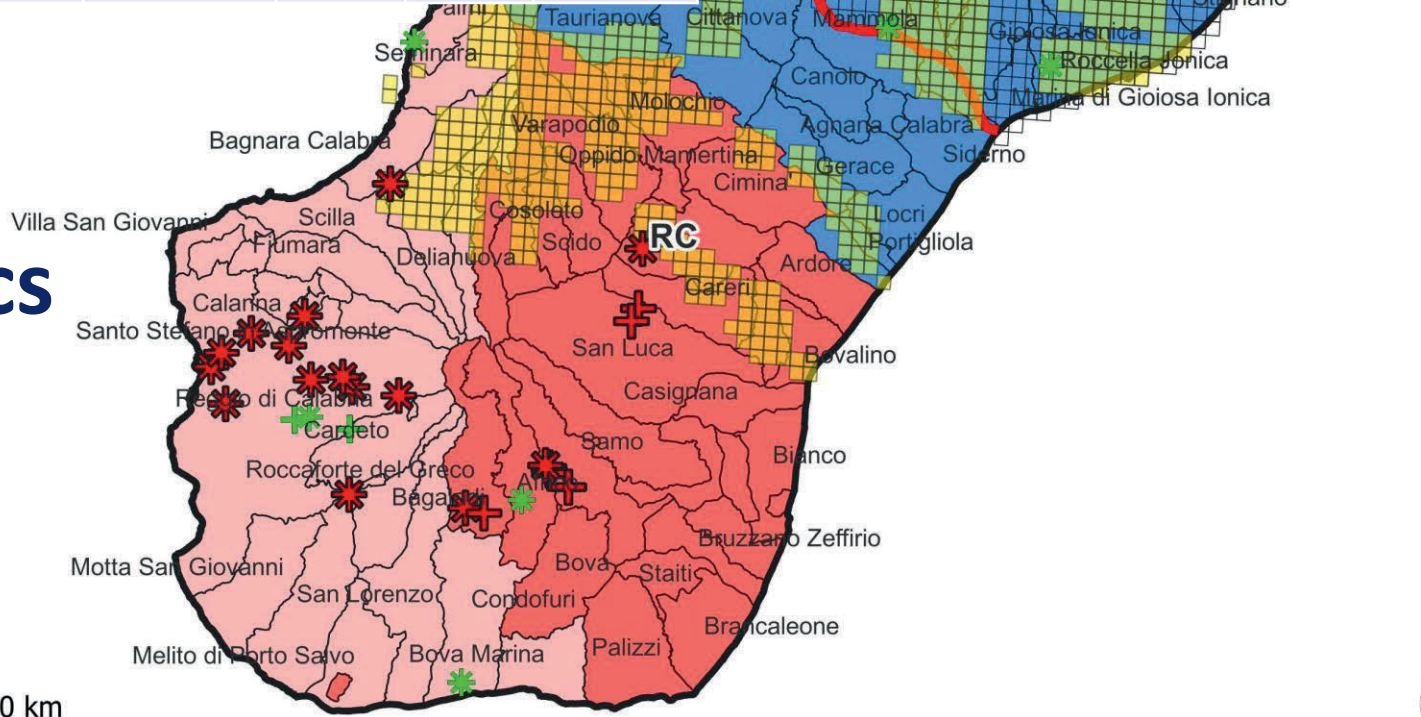 Stignano
Palmi
Taurianova
Cittanova
Mammola
Gioiosa Ionica
Seminara
Roccella Jonica
Canolo
Marina di Gioiosa Ionica
Molochio
Varapodio
Agnana Calabra
Bagnara Calabra
Oppido Mamertina
Siderno
Gerace
Cimina'
Villa San Giovanni
Scilla
Cosoleto
Locri
Fiumara
Scido
RC
Portigliola
Delianuova
Ardore
cs
Careri
Calanna
Santo Stefano in Aspromonte
San Luca
Bovalino
Casignana
Reggio di Calabria
Cardeto
Samo
Bianco
Roccaforte del Greco
Africo
Bagaladi
Bruzzano Zeffirio
Motta San Giovanni
Bova
Staiti
San Lorenzo
Condofuri
Brancaleone
Melito di Porto Salvo
Bova Marina
Palizzi
0 km